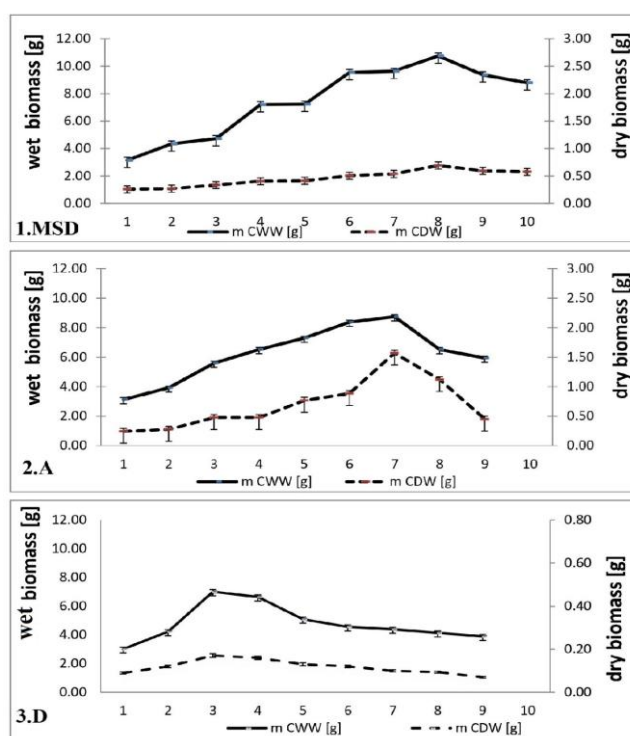 12.00 3.00
10.00 2.50
8.00 2.00
6.00 1.50
4.00 1.00
2.00 0.50
0.00 0.00
wet biomass [g]
dry biomass [g]
1 2 3 4 5 6 7 8 9 10
1.MSD
m CWW [g] m CDW [g]
12.00 3.00
10.00 2.50
8.00 2.00
6.00 1.50
4.00 1.00
2.00 0.50
0.00 0.00
wet biomass [g]
dry biomass [g]
1 2 3 4 5 6 7 8 9 10
2.A
m CWW [g] m CDW [g]
12.00 0.80
10.00
8.00 0.60
6.00 0.40
4.00
2.00 0.20
0.00 0.00
wet biomass [g]
dry biomass [g]
1 2 3 4 5 6 7 8 9 10
3.D
m CWW [g] m CDW [g]